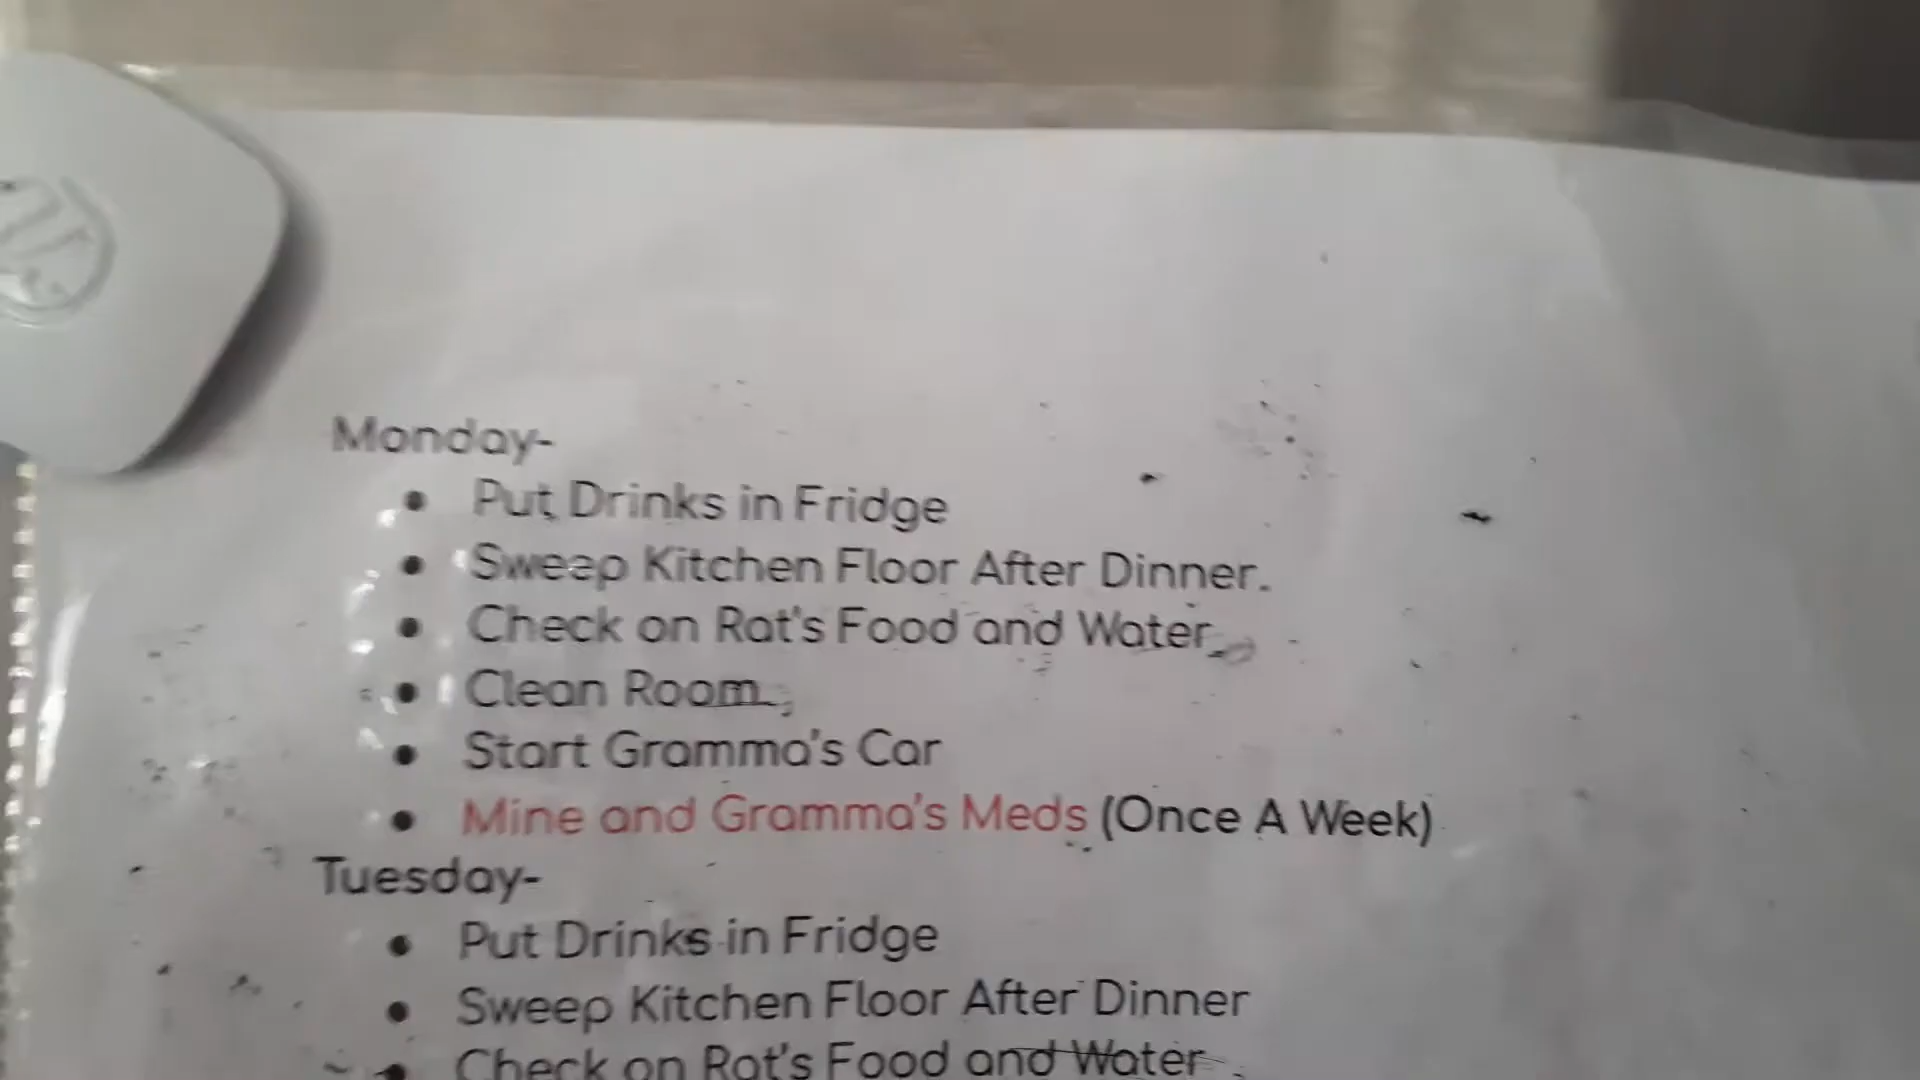 Monday-
• Put Drinks in Fridge
• Sweep Kitchen Floor After Dinner.
• Check on Rat's Food and Water
• Clean Room
• Start Gramma's Car
• Mine and Gramma's Meds (Once A Week)
Tuesday-
• Put Drinks in Fridge
• Sweep Kitchen Floor After Dinner
• Check on Rat's Food and Water